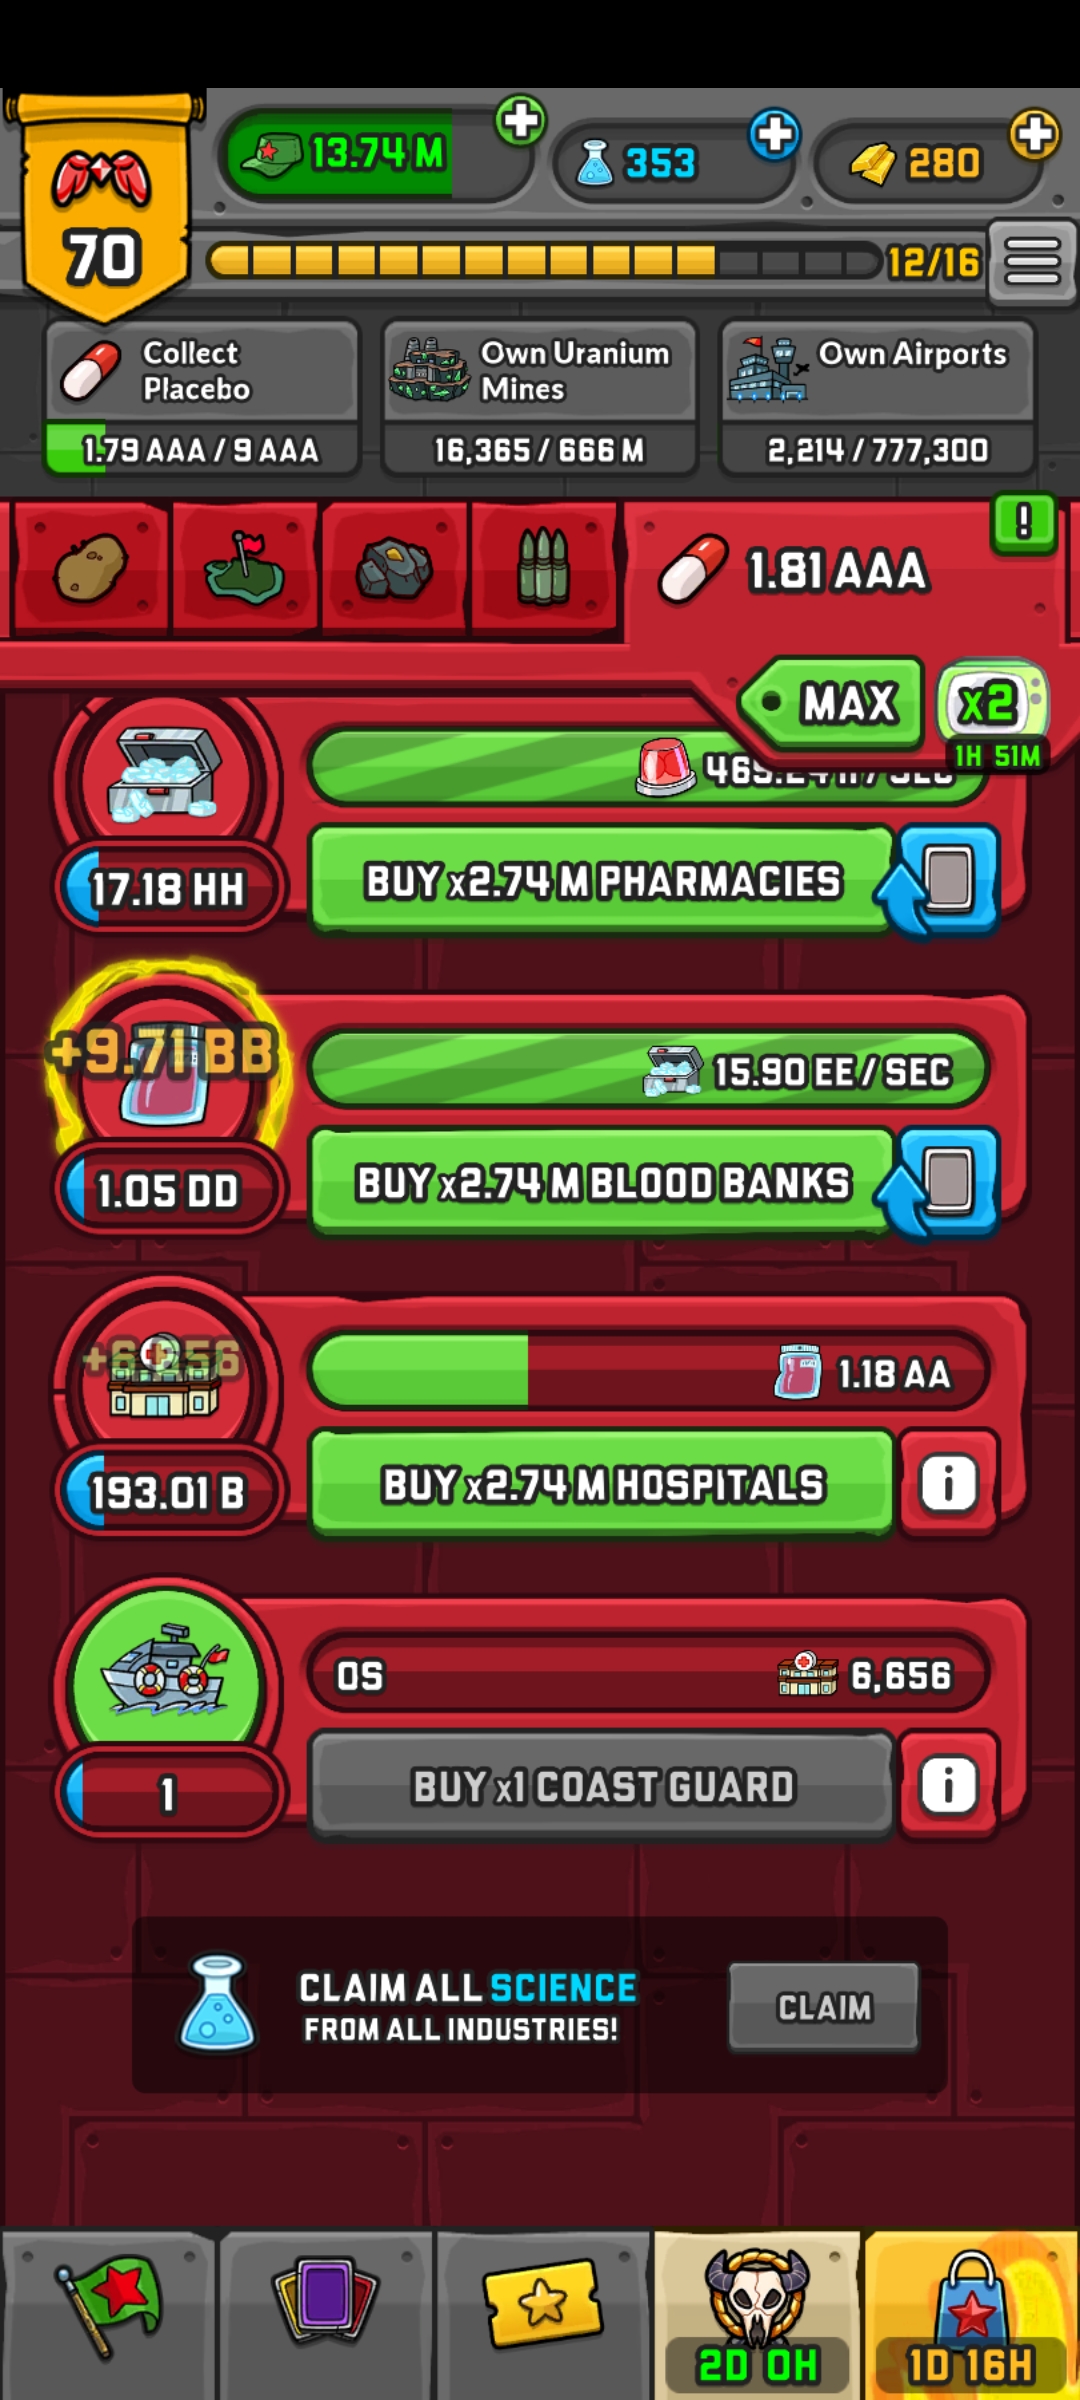 70
13.74 M
353
280
12/16
Collect
Placebo
1.79 AAA / 9 AAA
Own Uranium
Mines
16,365 / 666 M
Own Airports
2,214 / 777,300
!
1.81 AAA
MAX
x2
1H 51M
17.18 HH
BUY x2.74 M PHARMACIES
+9.71 BB
15.90 EE / SEC
1.05 DD
BUY x2.74 M BLOOD BANKS
1.18 AA
193.01 B
BUY x2.74 M HOSPITALS
i
0S
6,656
1
BUY x1 COAST GUARD
i
CLAIM ALL SCIENCE
FROM ALL INDUSTRIES!
CLAIM
2D 0H
1D 16H